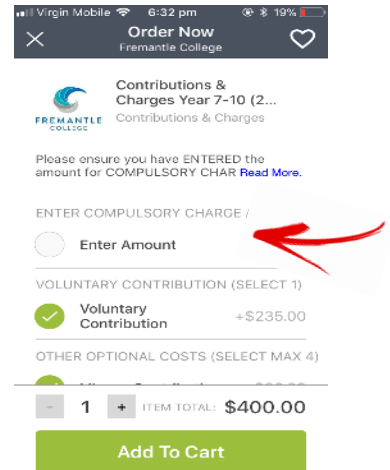 Virgin Mobile 6:32 pm 19%
Order Now
Fremantle College
Contributions &
Charges Year 7-10 (2...
Contributions & Charges
FREMANTLE
COLLEGE
Please ensure you have ENTERED the
amount for COMPULSORY CHAR Read More.
ENTER COMPULSORY CHARGE /
Enter Amount
VOLUNTARY CONTRIBUTION (SELECT 1)
Voluntary
Contribution +$235.00
OTHER OPTIONAL COSTS (SELECT MAX 4)
- 1 + ITEM TOTAL: $400.00
Add To Cart